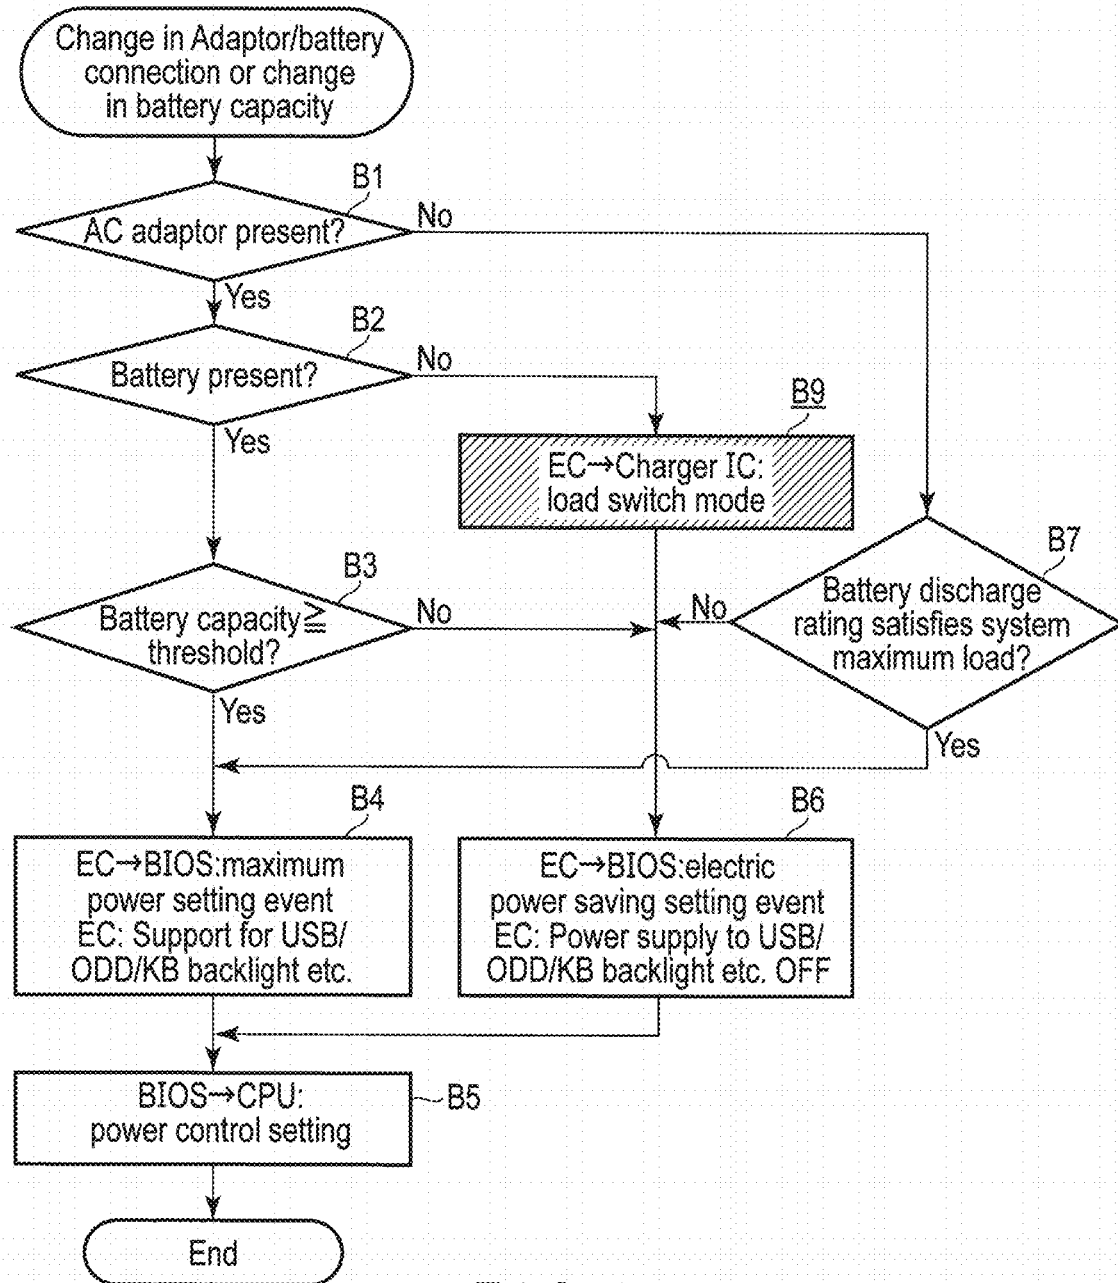 Change in Adaptor/battery
connection or change
in battery capacity
B1
AC adaptor present?
No
Yes
B2
Battery present?
No
Yes
B9
EC→Charger IC:
load switch mode
B3
Battery capacity≧
threshold?
No
Yes
B7
Battery discharge
rating satisfies system
maximum load?
No
Yes
B4
EC→BIOS:maximum
power setting event
EC: Support for USB/
ODD/KB backlight etc.
B6
EC→BIOS:electric
power saving setting event
EC: Power supply to USB/
ODD/KB backlight etc. OFF
BIOS→CPU:
power control setting
B5
End